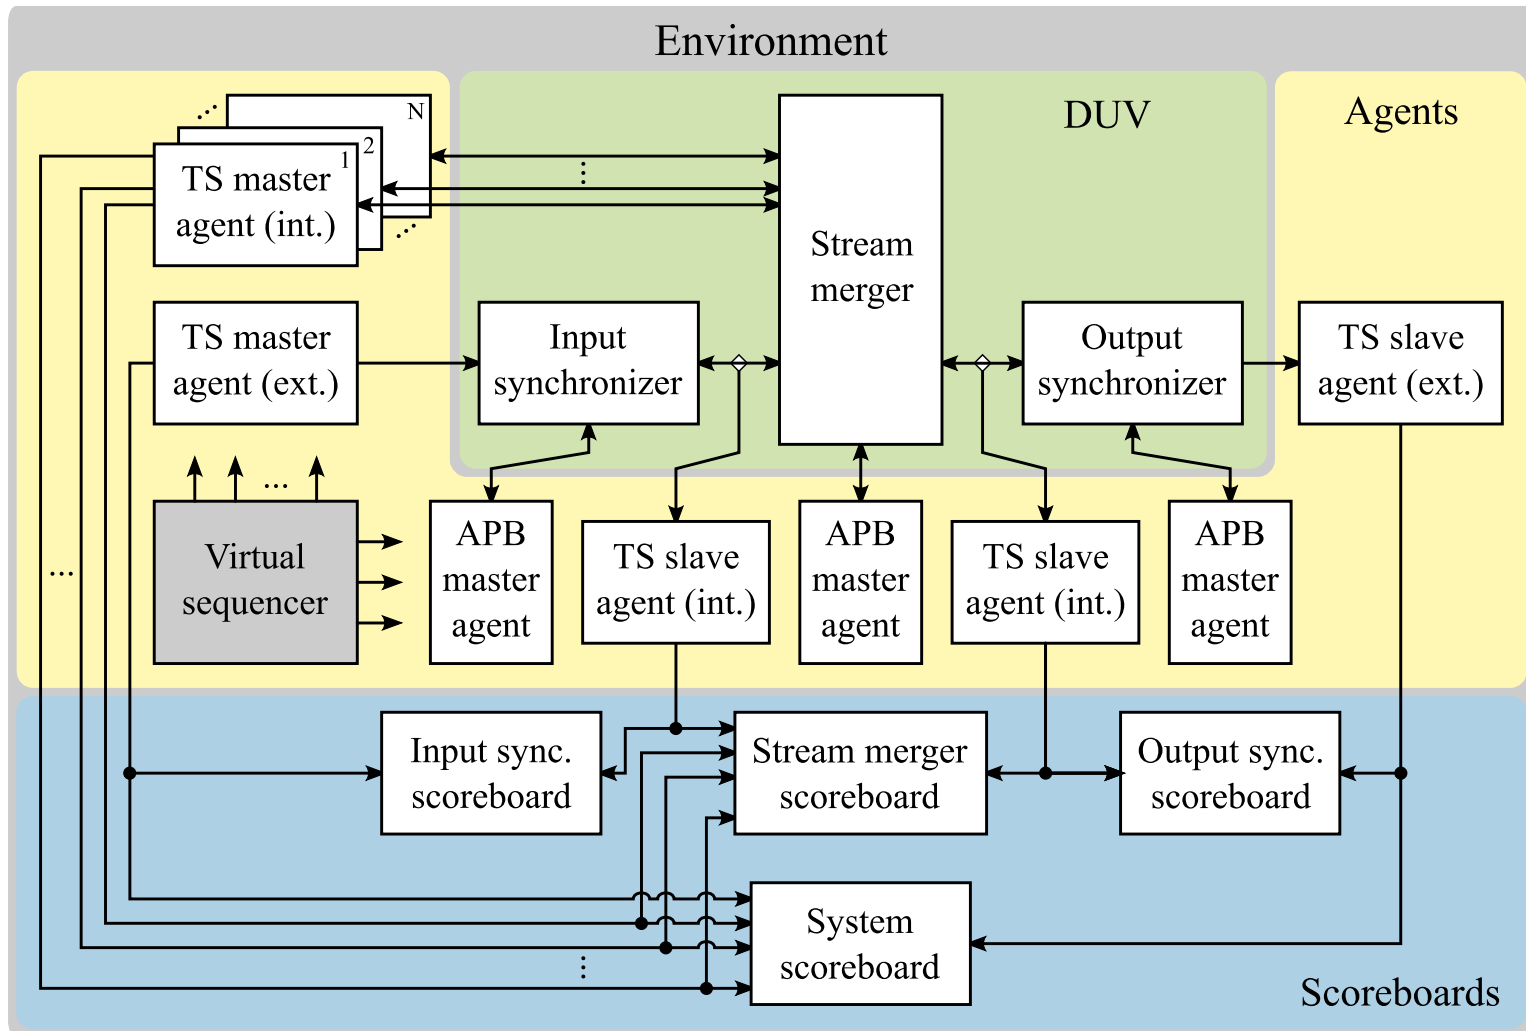 Environment
DUV
Agents
...
N
2
1
TS master
agent (int.)
...
...
Stream
merger
TS master
agent (ext.)
Input
synchronizer
Output
synchronizer
TS slave
agent (ext.)
...
Virtual
sequencer
APB
master
agent
TS slave
agent (int.)
APB
master
agent
TS slave
agent (int.)
APB
master
agent
...
Input sync.
scoreboard
Stream merger
scoreboard
Output sync.
scoreboard
System
scoreboard
...
Scoreboards